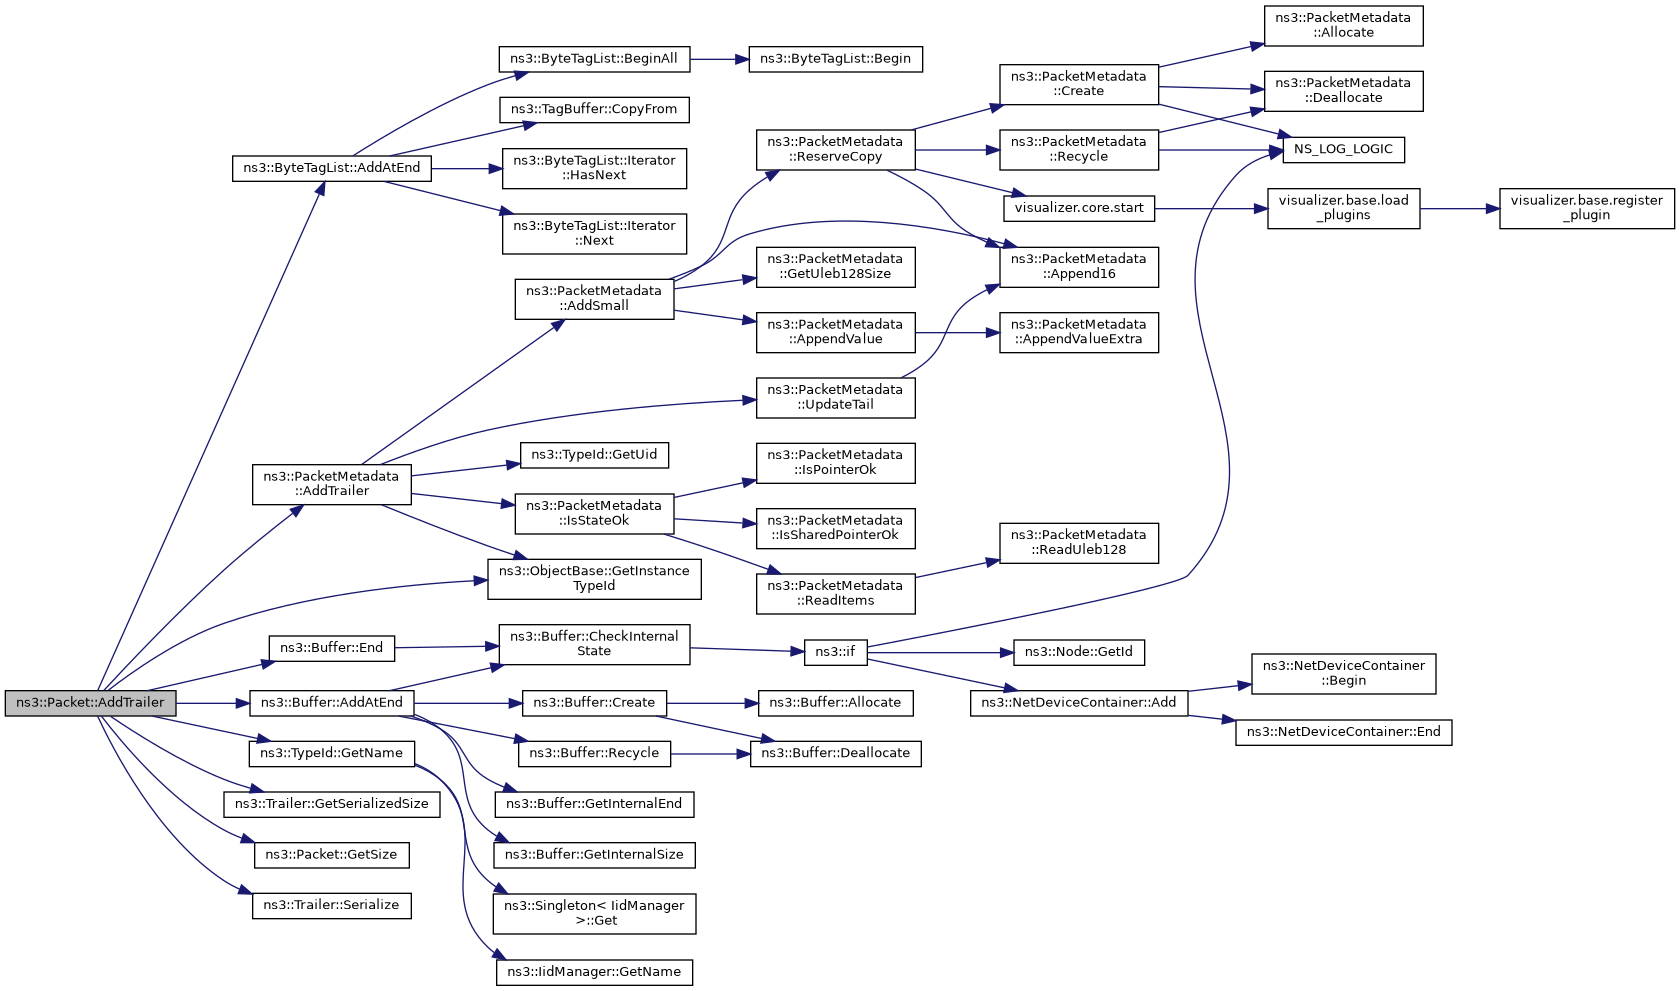 ns3::Packet::AddTrailer
ns3::ByteTagList::AddAtEnd
ns3::PacketMetadata
::AddTrailer
ns3::Buffer::End
ns3::Buffer::AddAtEnd
ns3::TypeId::GetName
ns3::Trailer::GetSerializedSize
ns3::Packet::GetSize
ns3::Trailer::Serialize
ns3::ByteTagList::BeginAll
ns3::TagBuffer::CopyFrom
ns3::ByteTagList::Iterator
::HasNext
ns3::ByteTagList::Iterator
::Next
ns3::PacketMetadata
::AddSmall
ns3::TypeId::GetUid
ns3::PacketMetadata
::IsStateOk
ns3::ObjectBase::GetInstance
TypeId
ns3::Buffer::CheckInternal
State
ns3::Buffer::Create
ns3::Buffer::Recycle
ns3::Buffer::GetInternalEnd
ns3::Buffer::GetInternalSize
ns3::Singleton< IidManager
>::Get
ns3::IidManager::GetName
ns3::ByteTagList::Begin
ns3::PacketMetadata
::ReserveCopy
ns3::PacketMetadata
::GetUleb128Size
ns3::PacketMetadata
::AppendValue
ns3::PacketMetadata
::UpdateTail
ns3::PacketMetadata
::IsPointerOk
ns3::PacketMetadata
::IsSharedPointerOk
ns3::PacketMetadata
::ReadItems
ns3::if
ns3::Buffer::Allocate
ns3::Buffer::Deallocate
ns3::PacketMetadata
::Create
ns3::PacketMetadata
::Recycle
visualizer.core.start
ns3::PacketMetadata
::Append16
ns3::PacketMetadata
::AppendValueExtra
ns3::PacketMetadata
::ReadUleb128
ns3::Node::GetId
ns3::NetDeviceContainer::Add
ns3::PacketMetadata
::Allocate
ns3::PacketMetadata
::Deallocate
NS_LOG_LOGIC
visualizer.base.load
_plugins
ns3::NetDeviceContainer
::Begin
ns3::NetDeviceContainer::End
visualizer.base.register
_plugin